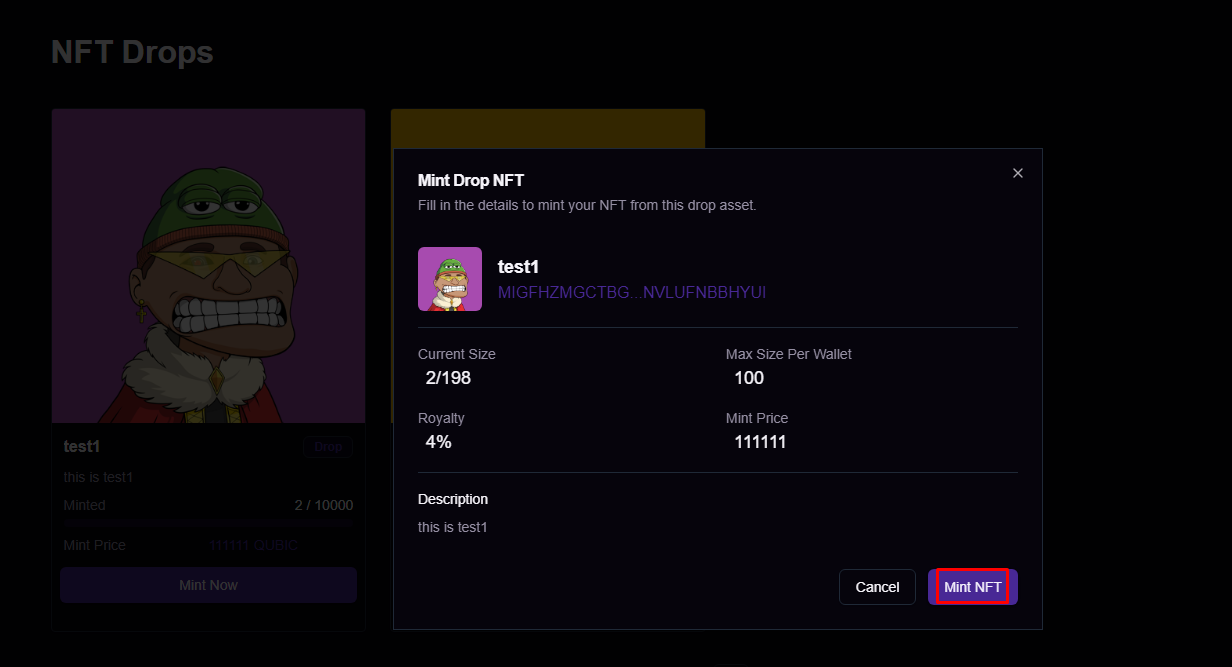 NFT Drops
test1
Drop
this is test1
Minted
2 / 10000
Mint Price
111111 QUBIC
Mint Now
Mint Drop NFT
×
Fill in the details to mint your NFT from this drop asset.
test1
MIGFHZMGCTBG...NVLUFNBBHYUI
Current Size
Max Size Per Wallet
2/198
100
Royalty
Mint Price
4%
111111
Description
this is test1
Cancel
Mint NFT